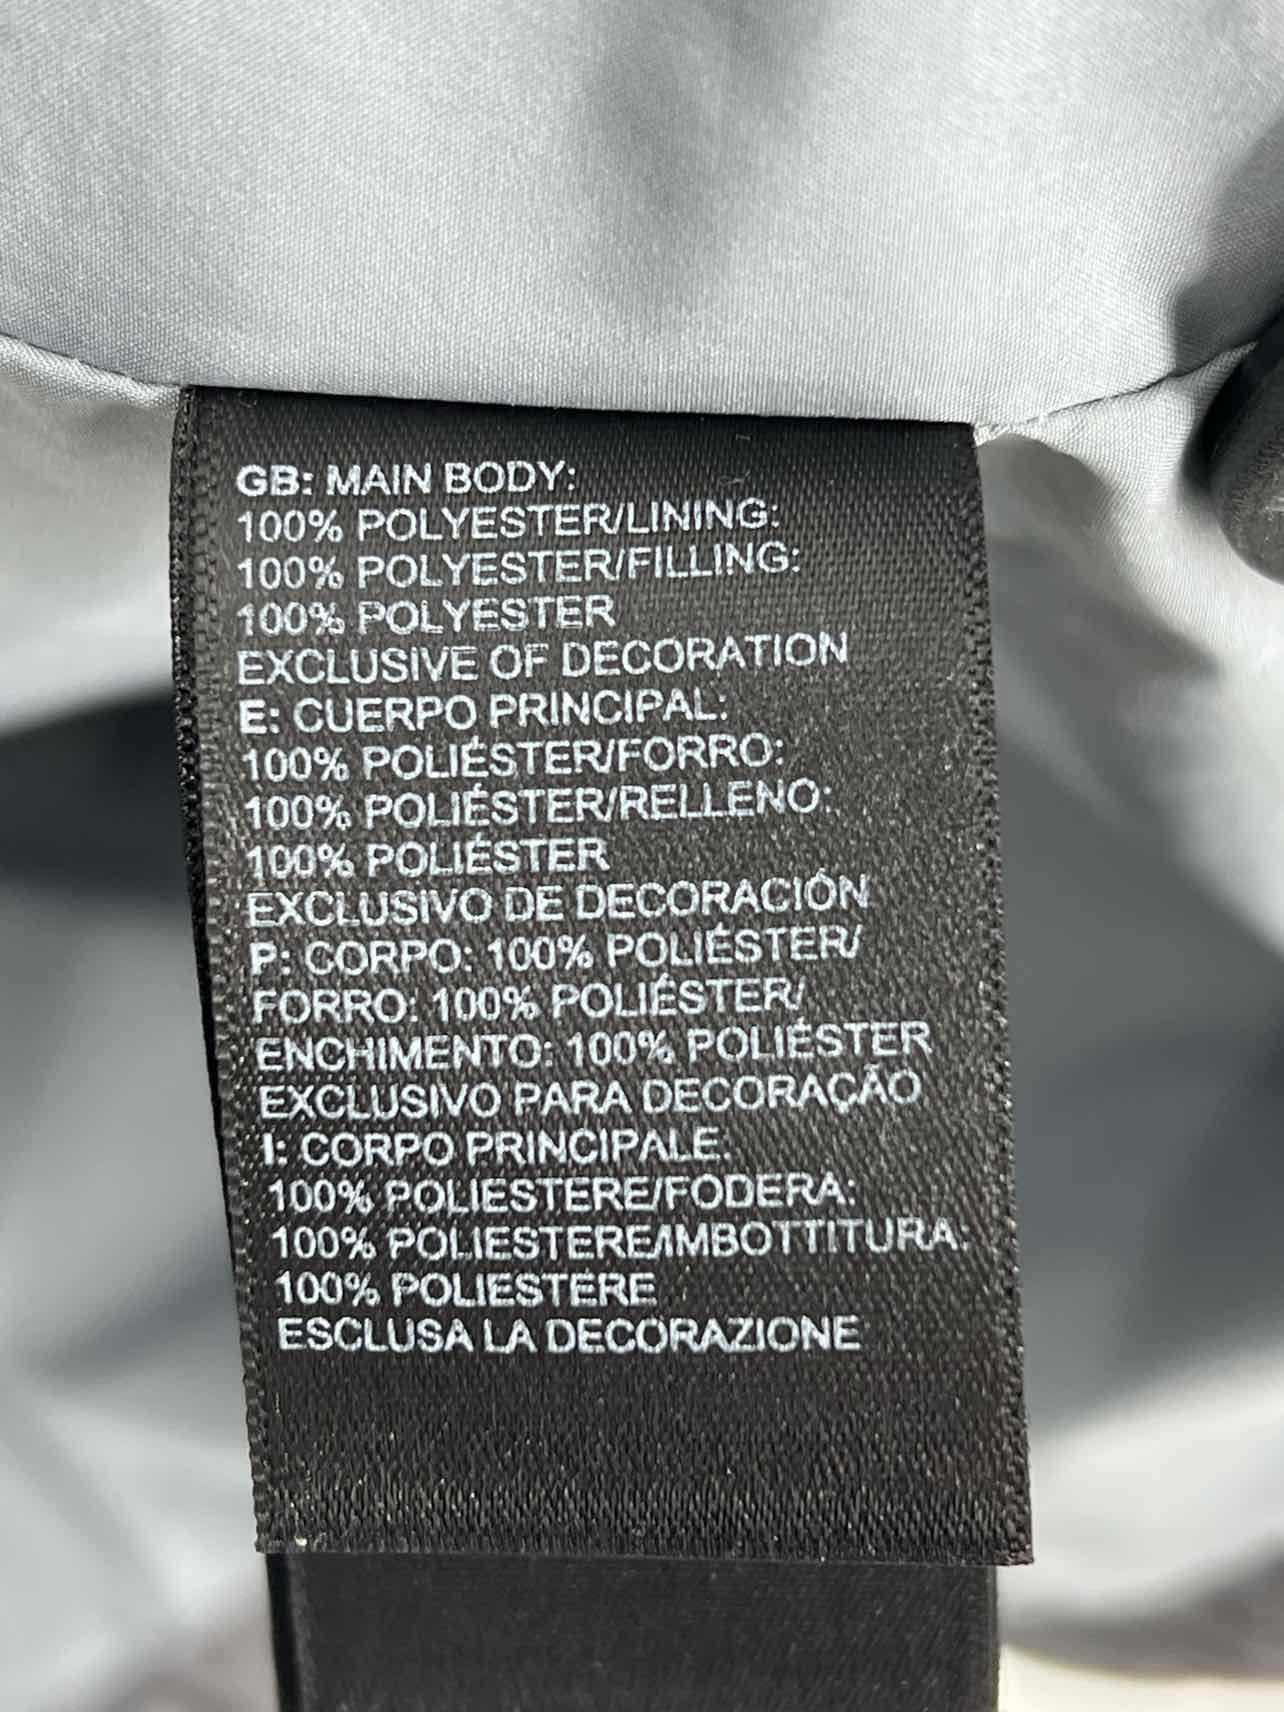 GB: MAIN BODY:
100% POLYESTER/LINING:
100% POLYESTER/FILLING:
100% POLYESTER
EXCLUSIVE OF DECORATION
E: CUERPO PRINCIPAL:
100% POLIÉSTER/FORRO:
100% POLIÉSTER/RELLENO:
100% POLIÉSTER
EXCLUSIVO DE DECORACIÓN
P: CORPO: 100% POLIÉSTER/
FORRO: 100% POLIÉSTER/
ENCHIMENTO: 100% POLIÉSTER
EXCLUSIVO PARA DECORAÇÃO
I: CORPO PRINCIPALE:
100% POLIESTERE/FODERA:
100% POLIESTERE/IMBOTTITURA:
100% POLIESTERE
ESCLUSA LA DECORAZIONE